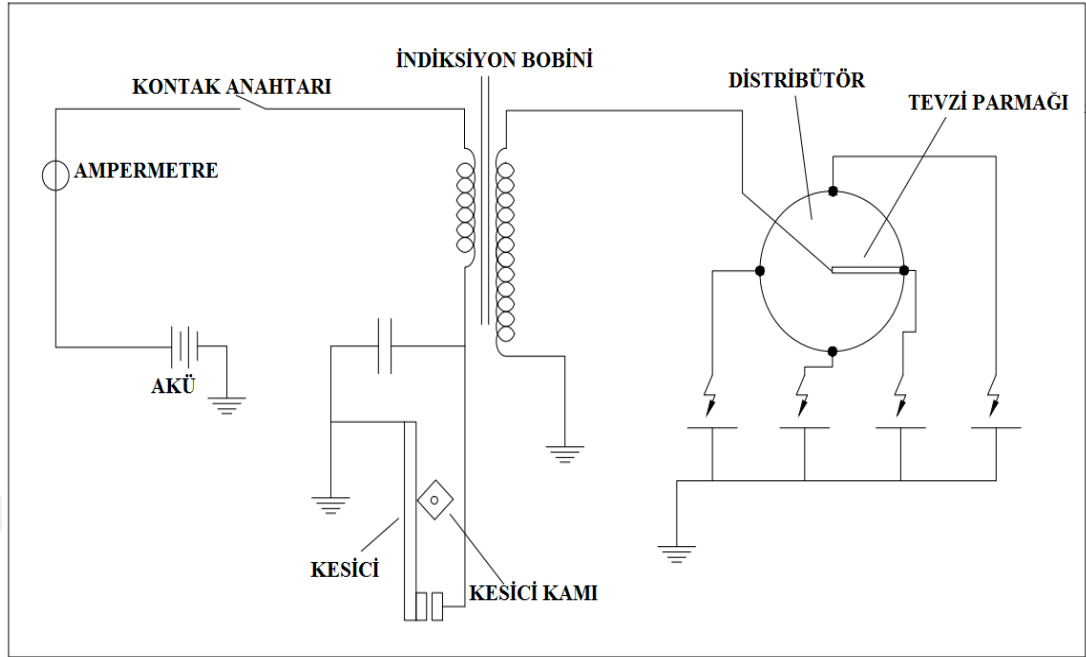 İNDİKSİYON BOBİNİ
KONTAK ANAHTARI
DİSTRİBÜTÖR
TEVZİ PARMAĞI
AMPERMETRE
AKÜ
KESİCİ
KESİCİ KAMI